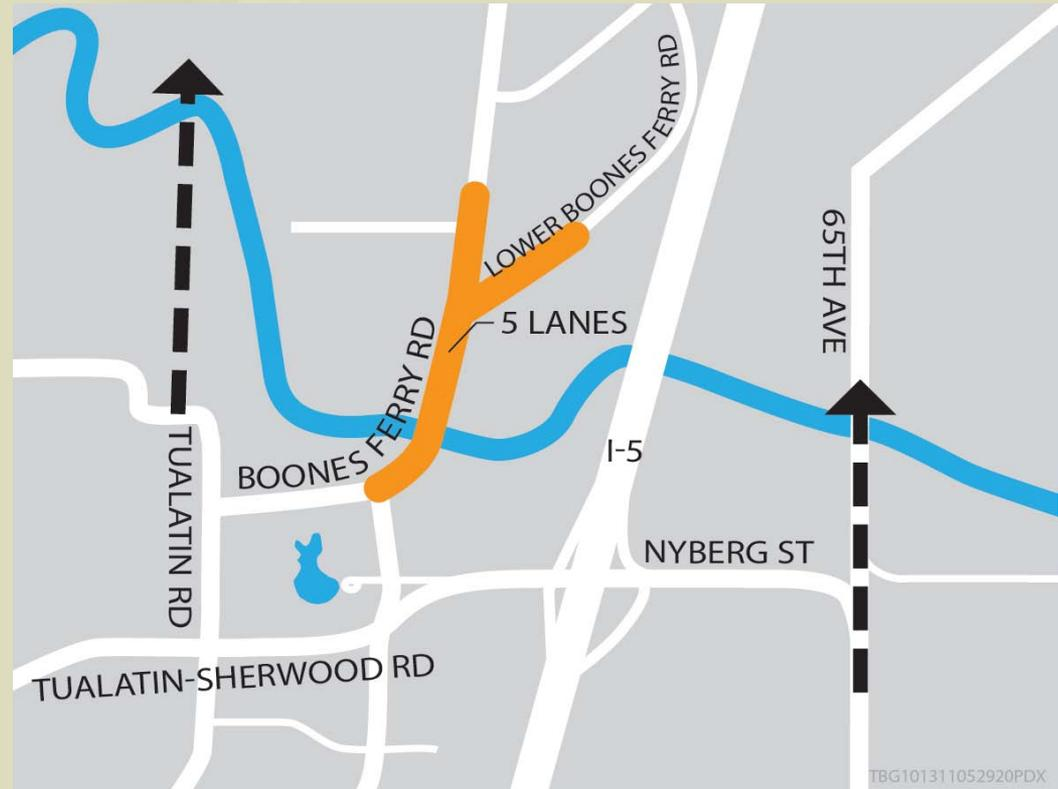 LOWER BOONES FERRY RD
65TH AVE
5 LANES
BOONES FERRY RD
I-5
TUALATIN RD
NYBERG ST
TUALATIN-SHERWOOD RD
TBG101311052920PDX